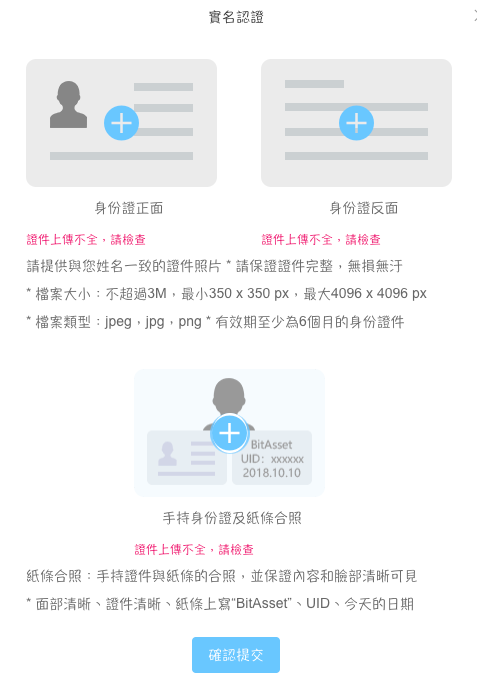 實名認證
身份證正面
身份證反面
證件上傳不全，請檢查
證件上傳不全，請檢查
請提供與您姓名一致的證件照片 * 請保證證件完整，無損無汙
* 檔案大小：不超過3M，最小350 x 350 px，最大4096 x 4096 px
* 檔案類型：jpeg，jpg，png * 有效期至少為6個月的身份證件
BitAsset
UID：xxxxxx
2018.10.10
手持身份證及紙條合照
證件上傳不全，請檢查
紙條合照：手持證件與紙條的合照，並保證內容和臉部清晰可見
* 面部清晰、證件清晰、紙條上寫“BitAsset”、UID、今天的日期
確認提交